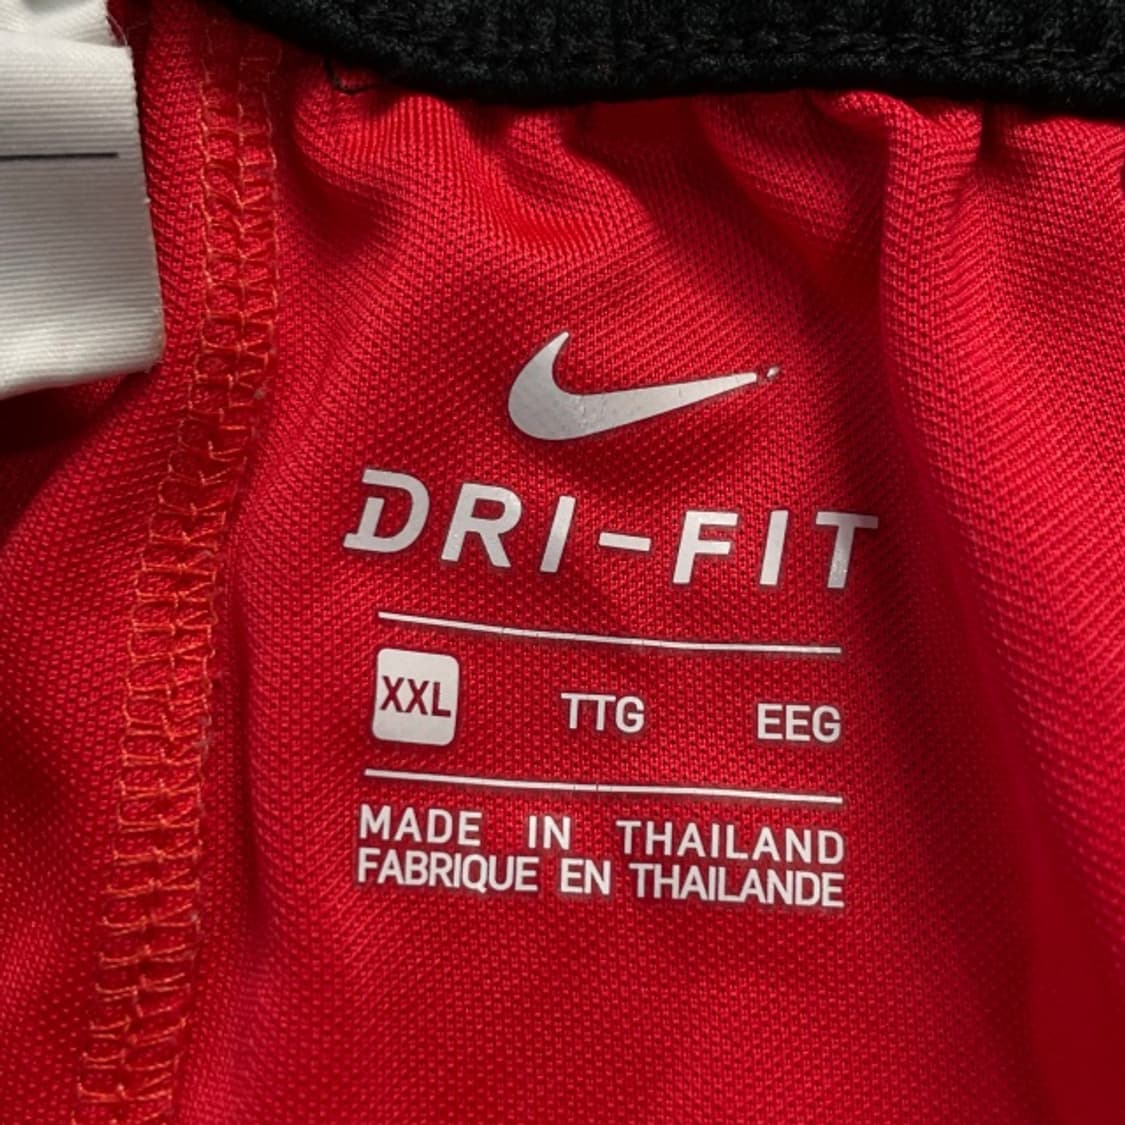 DRI-FIT
XXL TTG EEG
MADE IN THAILAND
FABRIQUE EN THAILANDE